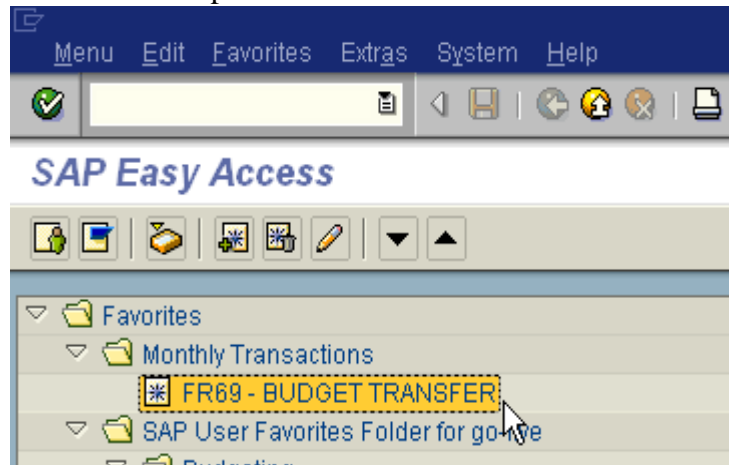 Menu Edit Favorites Extras System Help
SAP Easy Access
Favorites
Monthly Transactions
FR69 - BUDGET TRANSFER
SAP User Favorites Folder for go-live
Budgeting